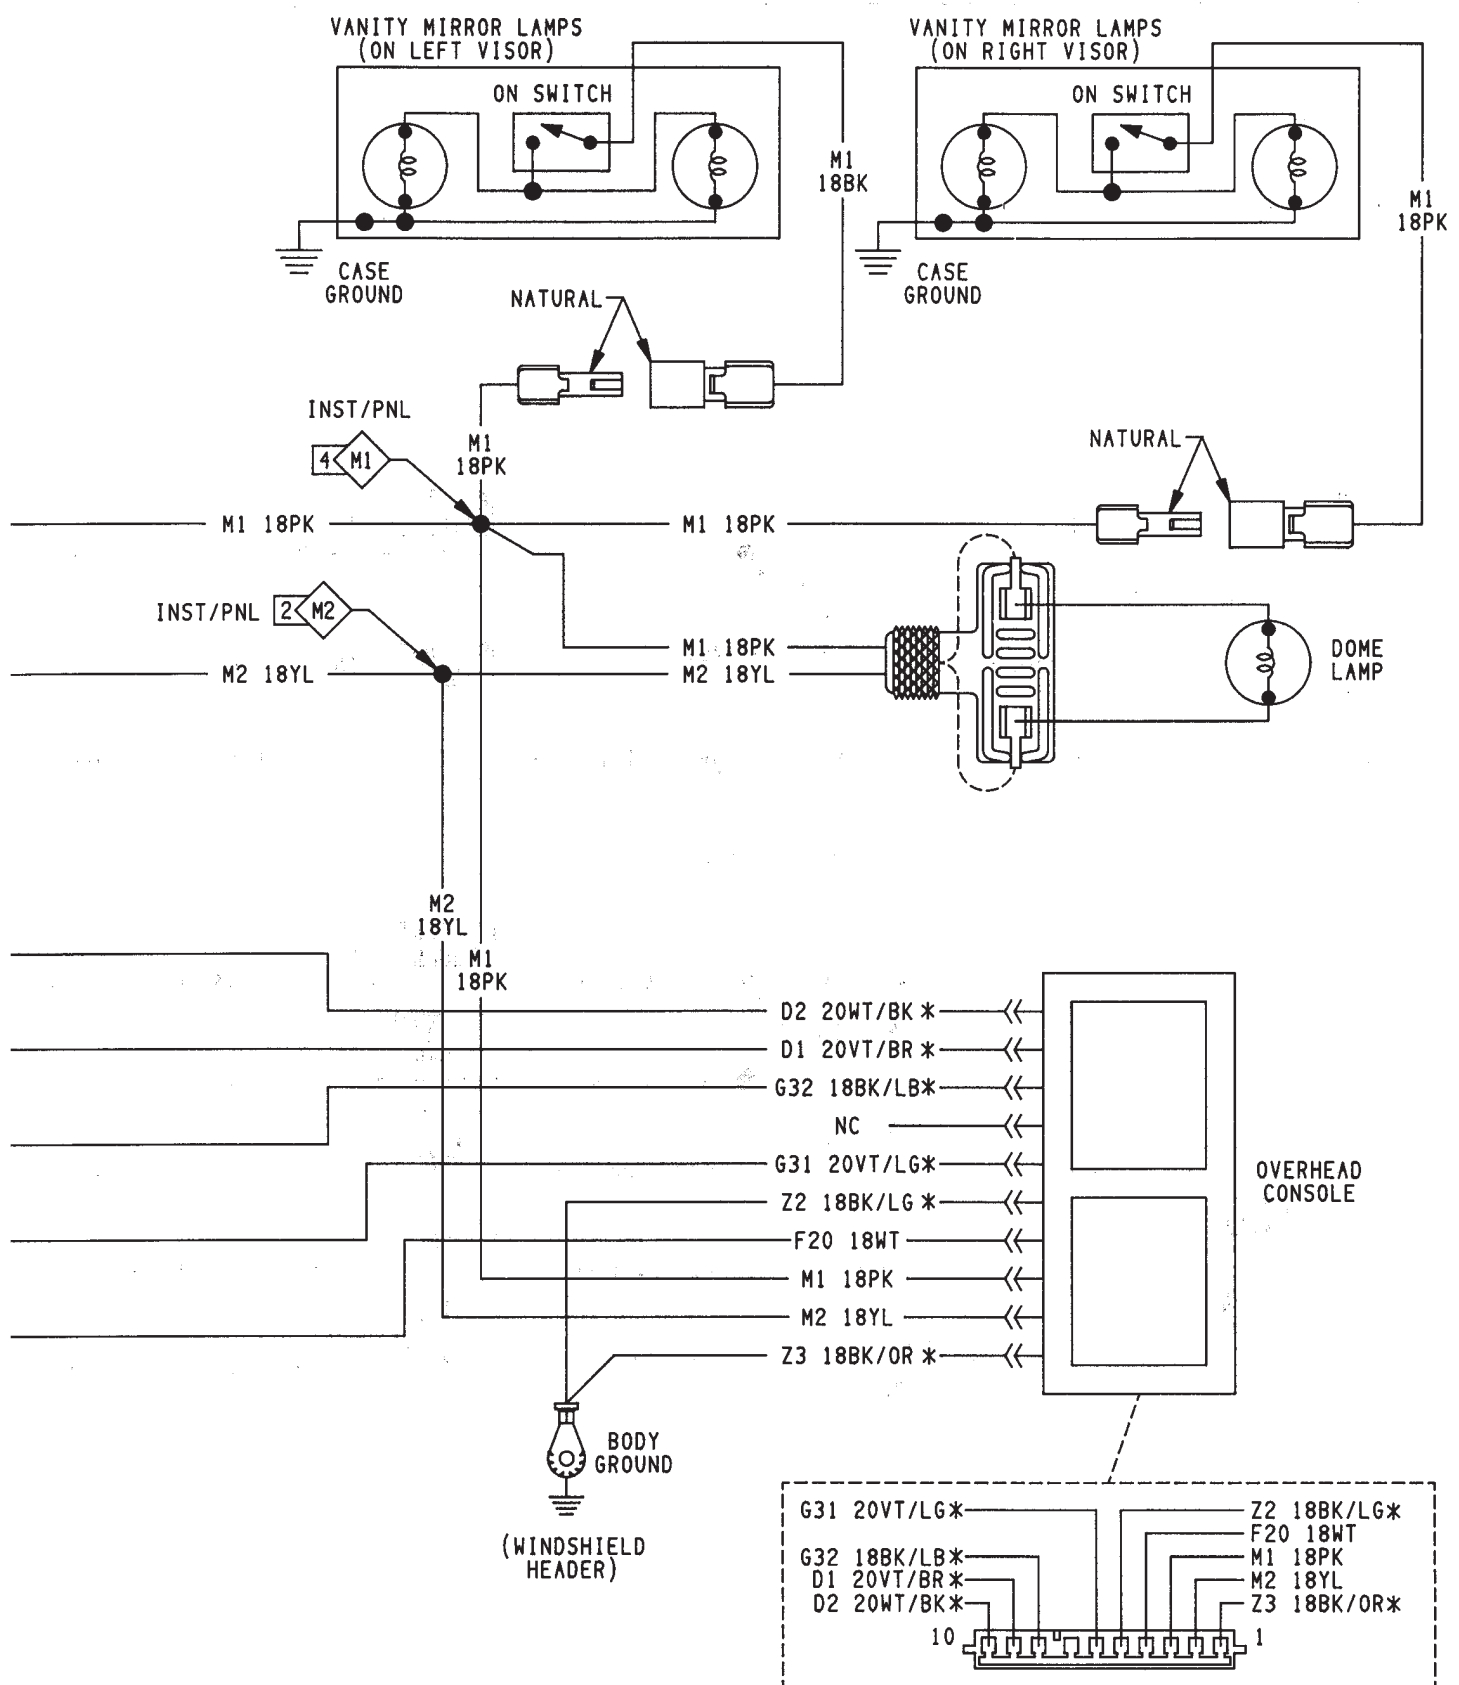 VANITY MIRROR LAMPS
(ON LEFT VISOR)
VANITY MIRROR LAMPS
(ON RIGHT VISOR)
ON SWITCH
ON SWITCH
M1
18BK
M1
18PK
CASE
GROUND
CASE
GROUND
NATURAL
INST/PNL
4 M1
M1
18PK
NATURAL
M1 18PK
M1 18PK
INST/PNL 2 M2
M1 18PK
M2 18YL
M2 18YL
DOME
LAMP
M2
18YL
M1
18PK
D2 20WT/BK *
D1 20VT/BR *
G32 18BK/LB*
NC
G31 20VT/LG*
Z2 18BK/LG *
F20 18WT
M1 18PK
M2 18YL
Z3 18BK/OR *
OVERHEAD
CONSOLE
BODY
GROUND
(WINDSHIELD
HEADER)
G31 20VT/LG*
Z2 18BK/LG*
F20 18WT
G32 18BK/LB*
M1 18PK
D1 20VT/BR*
M2 18YL
D2 20WT/BK*
Z3 18BK/OR*
10
1